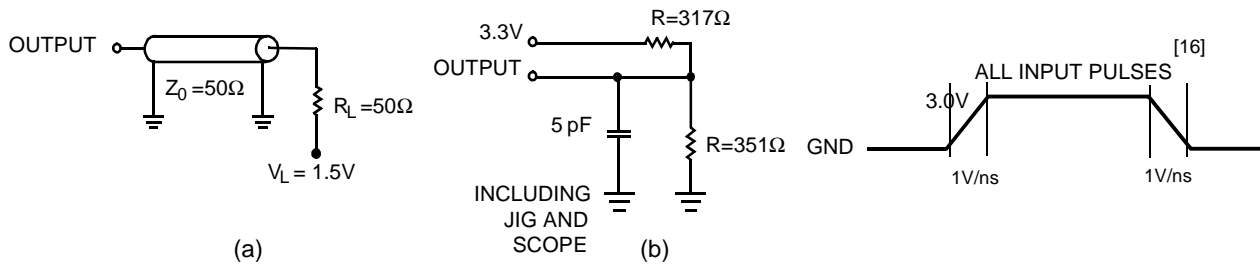 OUTPUT
Z0 =50Ω
RL =50Ω
VL = 1.5V
(a)
R=317Ω
3.3V
OUTPUT
5 pF
R=351Ω
INCLUDING
JIG AND
SCOPE
(b)
[16]
ALL INPUT PULSES
3.0V
GND
1V/ns
1V/ns